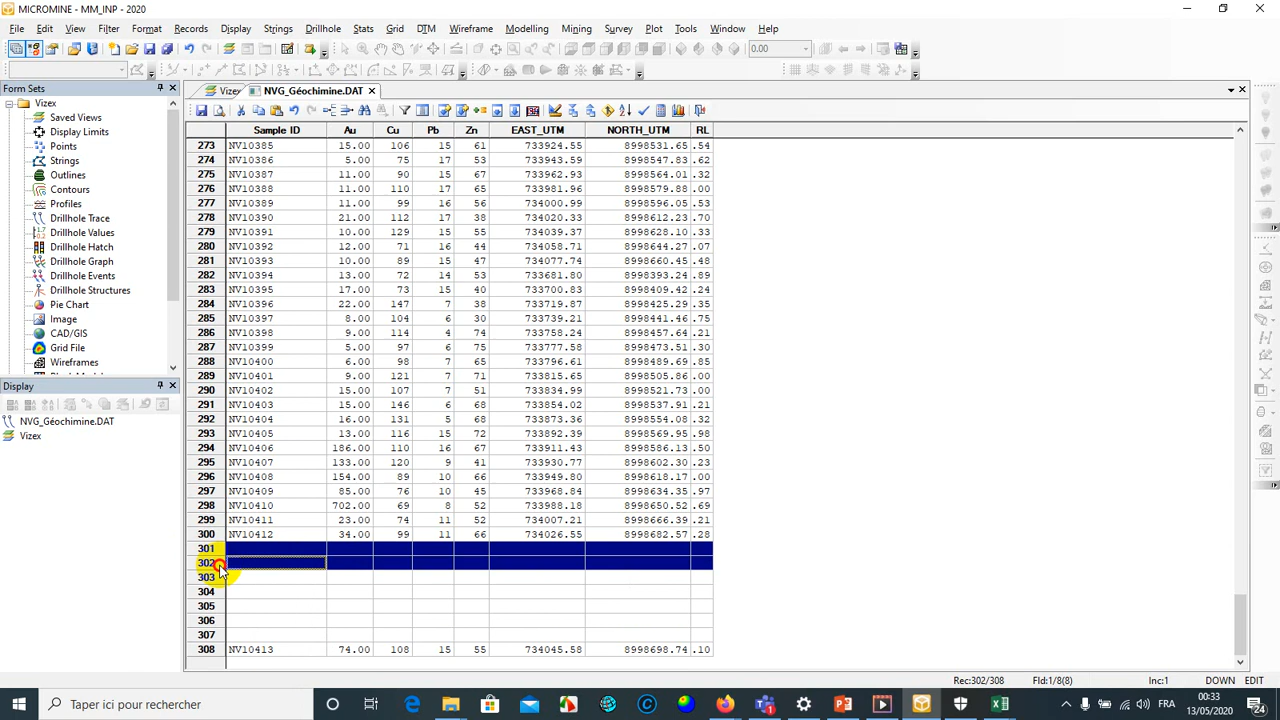 MICROMINE - MM_INP - 2020
File Edit View Filter Format Records Display Strings Grid DTM Wireframe Drillhole Stats Modelling Mining Survey Plot Tools Window Help
0.00
Form Sets
Vizex NVG_Géochimine.DAT
Vizex
Saved Views
Display Limits
Points
Strings
Outlines
Contours
Profiles
Drillhole Trace
Drillhole Values
Drillhole Hatch
Drillhole Graph
Drillhole Events
Drillhole Structures
Pie Chart
Image
CAD/GIS
Grid File
Wireframes
Display
NVG_Géochimine.DAT
Vizex
Sample ID Au Cu Pb Zn EAST_UTM NORTH_UTM RL
273 NV10385 15.00 106 15 61 733924.55 8998531.65 .54
274 NV10386 5.00 75 17 53 733943.59 8998547.83 .62
275 NV10387 11.00 90 15 67 733962.93 8998564.01 .32
276 NV10388 11.00 110 17 65 733981.96 8998579.88 .00
277 NV10389 11.00 99 16 56 734000.99 8998596.05 .53
278 NV10390 21.00 112 17 38 734020.33 8998612.23 .70
279 NV10391 10.00 129 15 55 734039.37 8998628.10 .33
280 NV10392 12.00 71 16 44 734058.71 8998644.27 .07
281 NV10393 10.00 89 15 47 734077.74 8998660.45 .48
282 NV10394 13.00 72 14 53 733681.80 8998393.24 .89
283 NV10395 17.00 73 15 40 733700.83 8998409.42 .24
284 NV10396 22.00 147 7 38 733719.87 8998425.29 .35
285 NV10397 8.00 104 6 30 733739.21 8998441.46 .75
286 NV10398 9.00 114 4 74 733758.24 8998457.64 .21
287 NV10399 5.00 97 6 75 733777.58 8998473.51 .30
288 NV10400 6.00 98 7 65 733796.61 8998489.69 .85
289 NV10401 9.00 121 7 71 733815.65 8998505.86 .00
290 NV10402 15.00 107 7 51 733834.99 8998521.73 .00
291 NV10403 15.00 146 6 68 733854.02 8998537.91 .21
292 NV10404 16.00 131 5 68 733873.36 8998554.08 .32
293 NV10405 13.00 116 15 72 733892.39 8998569.95 .98
294 NV10406 186.00 110 16 67 733911.43 8998586.13 .50
295 NV10407 133.00 120 9 41 733930.77 8998602.30 .23
296 NV10408 154.00 89 10 66 733949.80 8998618.17 .00
297 NV10409 85.00 76 10 45 733968.84 8998634.35 .97
298 NV10410 702.00 69 8 52 733988.18 8998650.52 .69
299 NV10411 23.00 74 11 52 734007.21 8998666.39 .21
300 NV10412 34.00 99 11 66 734026.55 8998682.57 .28
301
302
303
304
305
306
307
308 NV10413 74.00 108 15 55 734045.58 8998698.74 .10
Rec:302/308 Fld:1/8(8) Inc:1 DOWN EDIT
Taper ici pour rechercher
FRA
00:33
13/05/2020
24